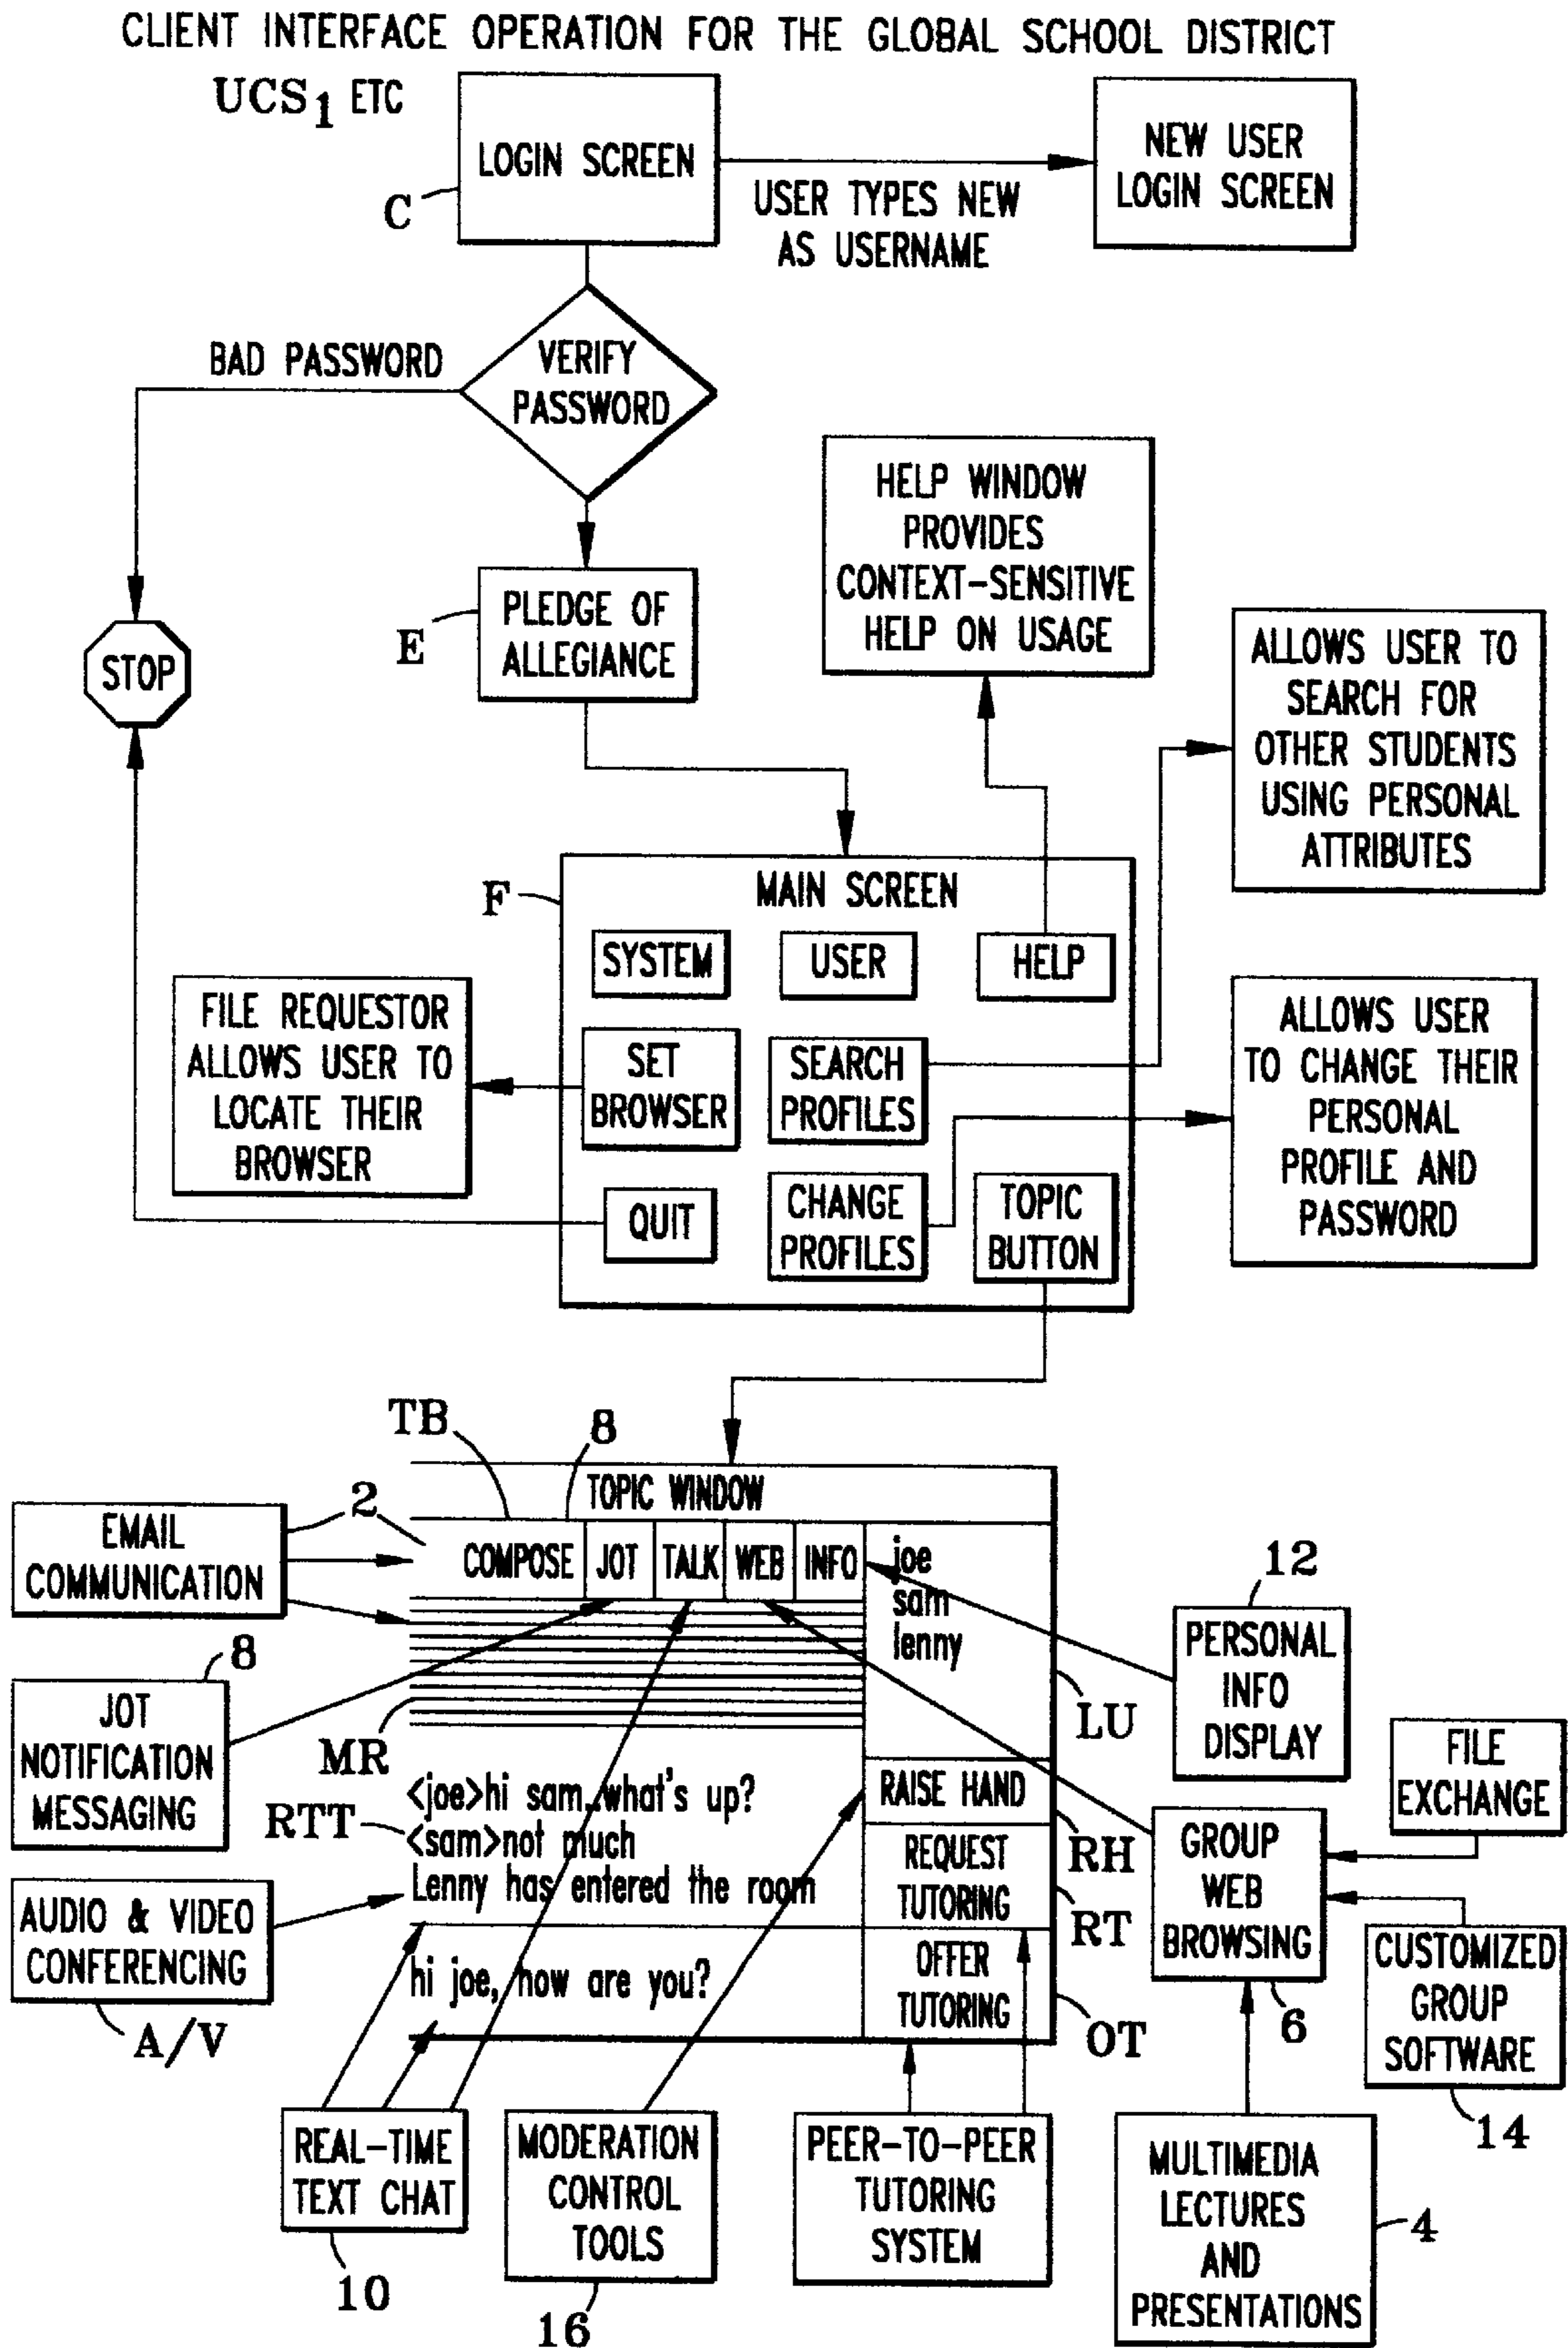 CLIENT INTERFACE OPERATION FOR THE GLOBAL SCHOOL DISTRICT
UCS1 ETC
LOGIN SCREEN
C
USER TYPES NEW
AS USERNAME
NEW USER
LOGIN SCREEN
BAD PASSWORD
VERIFY
PASSWORD
STOP
E
PLEDGE OF
ALLEGIANCE
HELP WINDOW
PROVIDES
CONTEXT-SENSITIVE
HELP ON USAGE
ALLOWS USER TO
SEARCH FOR
OTHER STUDENTS
USING PERSONAL
ATTRIBUTES
F
MAIN SCREEN
SYSTEM
USER
HELP
FILE REQUESTOR
ALLOWS USER TO
LOCATE THEIR
BROWSER
SET
BROWSER
SEARCH
PROFILES
ALLOWS USER
TO CHANGE THEIR
PERSONAL
PROFILE AND
PASSWORD
QUIT
CHANGE
PROFILES
TOPIC
BUTTON
TB
8
TOPIC WINDOW
EMAIL
COMMUNICATION
2
COMPOSE
JOT
TALK
WEB
INFO
joe
sam
lenny
12
PERSONAL
INFO
DISPLAY
8
JOT
NOTIFICATION
MESSAGING
MR
LU
<joe>hi sam, what's up?
RTT
<sam>not much
Lenny has entered the room
RAISE HAND
RH
REQUEST
TUTORING
RT
GROUP
WEB
BROWSING
6
FILE
EXCHANGE
AUDIO & VIDEO
CONFERENCING
A/V
hi joe, how are you?
OFFER
TUTORING
OT
CUSTOMIZED
GROUP
SOFTWARE
14
REAL-TIME
TEXT CHAT
10
MODERATION
CONTROL
TOOLS
16
PEER-TO-PEER
TUTORING
SYSTEM
MULTIMEDIA
LECTURES
AND
PRESENTATIONS
4